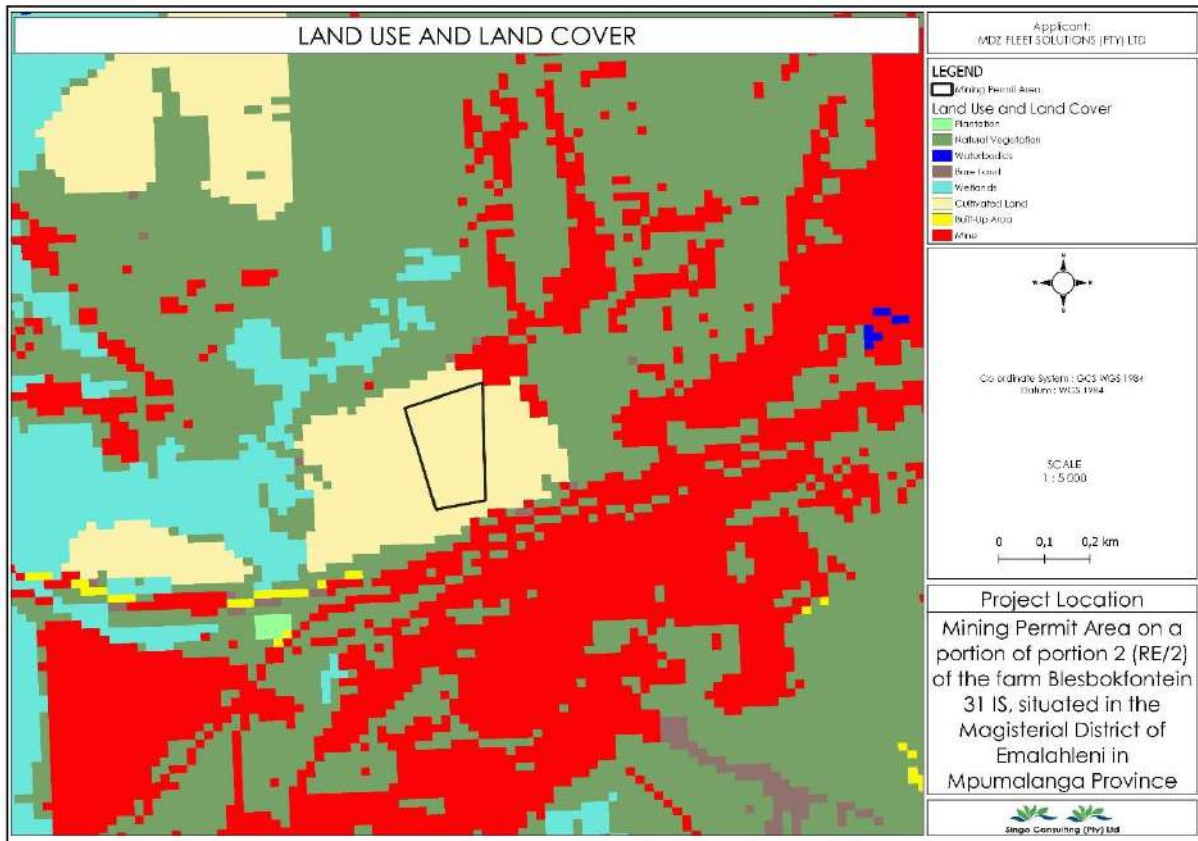 LAND USE AND LAND COVER
Applicant:
MDZ FLEET SOLUTIONS (PTY) LTD
LEGEND
Mining Permit Area
Land Use and Land Cover
Plantation
Natural Vegetation
Waterbodies
Bare Land
Wetlands
Cultivated Land
Built-Up Area
Mine
N
W
E
S
Co-ordinate System : GCS WGS 1984
Datum : WGS 1984
SCALE
1 : 5 000
0 0,1 0,2 km
Project Location
Mining Permit Area on a
portion of portion 2 (RE/2)
of the farm Blesbokfontein
31 IS, situated in the
Magisterial District of
Emalahleni in
Mpumalanga Province
Singo Consulting (Pty) Ltd